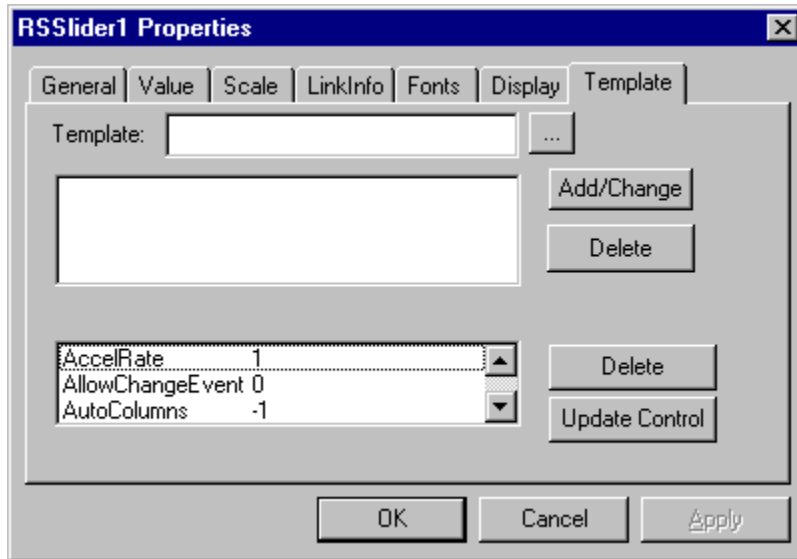 RSSlider1 Properties
General Value Scale LinkInfo Fonts Display Template
Template: ...
Add/Change
Delete
AccelRate 1
AllowChangeEvent 0
AutoColumns -1
Delete
Update Control
OK Cancel Apply